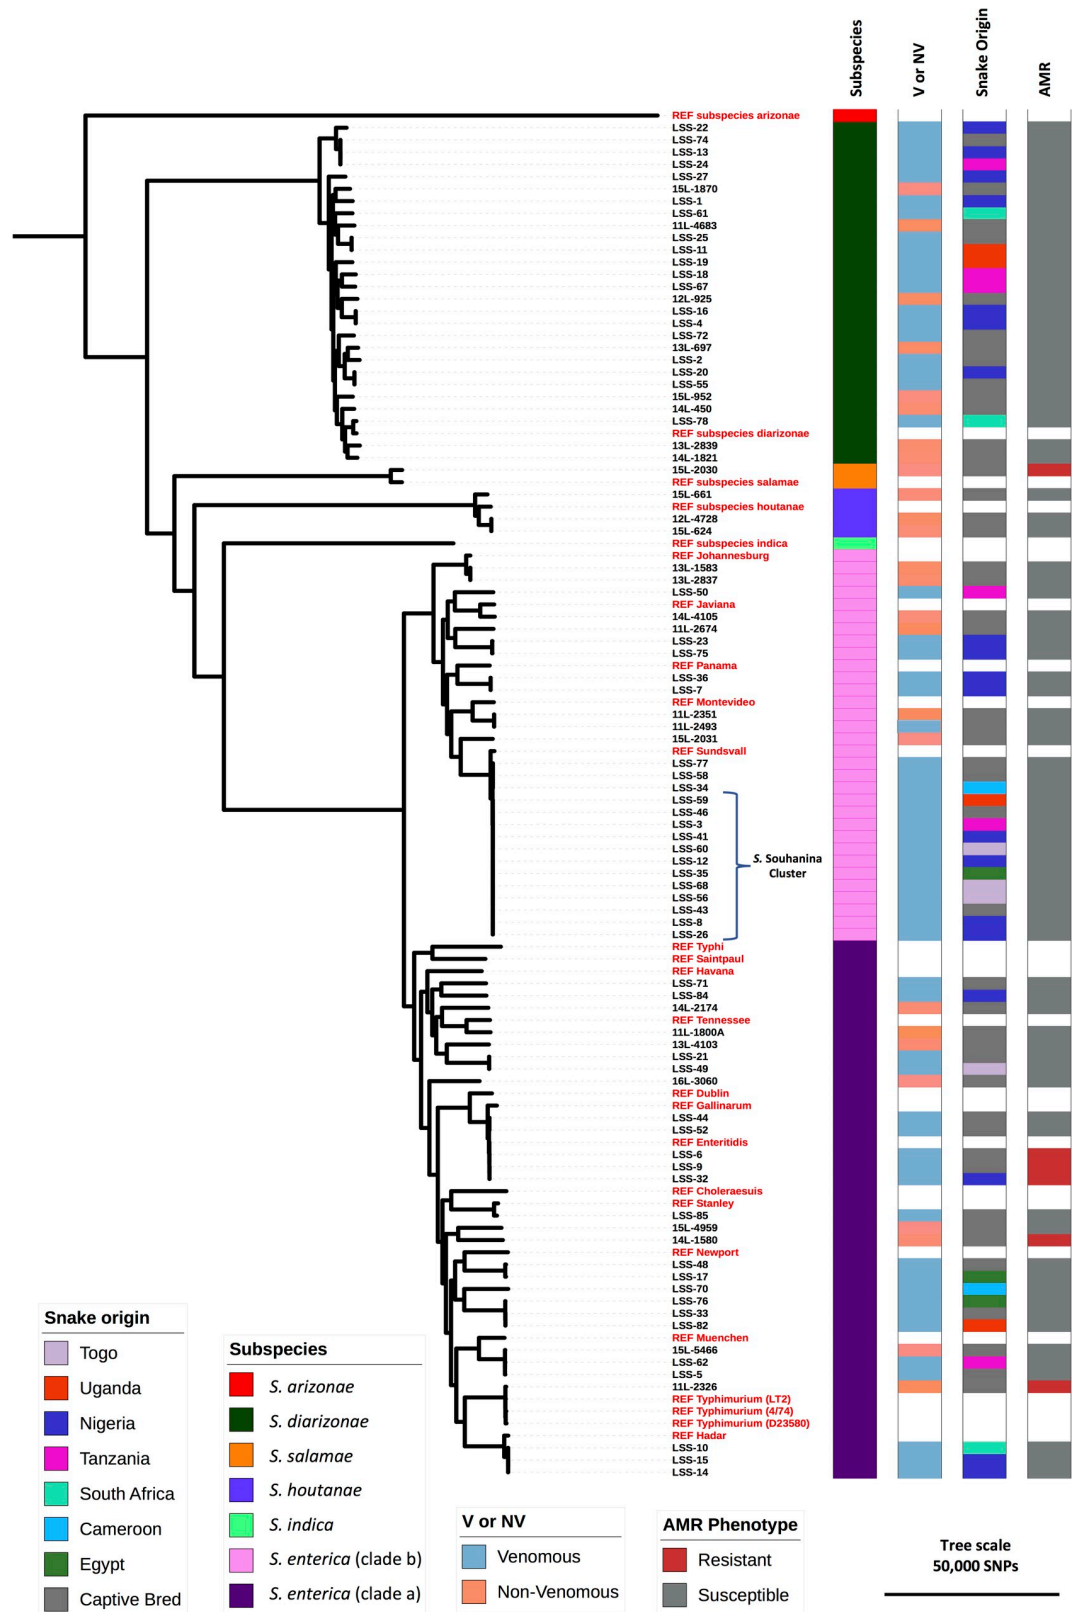 Subspecies
V or NV
Snake Origin
AMR
REF subspecies arizonae
LSS-22
LSS-74
LSS-13
LSS-24
LSS-27
15L-1870
LSS-1
LSS-61
11L-4683
LSS-25
LSS-11
LSS-19
LSS-18
LSS-67
12L-925
LSS-16
LSS-4
LSS-72
13L-697
LSS-2
LSS-20
LSS-55
15L-952
14L-450
LSS-78
REF subspecies diarizonae
13L-2839
14L-1821
15L-2030
REF subspecies salamae
15L-661
REF subspecies houtanae
12L-4728
15L-624
REF subspecies indica
REF Johannesburg
13L-1583
13L-2837
LSS-50
REF Javiana
14L-4105
11L-2674
LSS-23
LSS-75
REF Panama
LSS-36
LSS-7
REF Montevideo
11L-2351
11L-2493
15L-2031
REF Sundsvall
LSS-77
LSS-58
LSS-34
LSS-59
LSS-46
LSS-3
LSS-41
LSS-60
LSS-12
LSS-35
LSS-68
LSS-56
LSS-43
LSS-8
LSS-26
S. Souhanina
Cluster
REF Typhi
REF Saintpaul
REF Havana
LSS-71
LSS-84
14L-2174
REF Tennessee
11L-1800A
13L-4103
LSS-21
LSS-49
16L-3060
REF Dublin
REF Gallinarum
LSS-44
LSS-52
REF Enteritidis
LSS-6
LSS-9
LSS-32
REF Choleraesuis
REF Stanley
LSS-85
15L-4959
14L-1580
REF Newport
LSS-48
LSS-17
LSS-70
LSS-76
LSS-33
LSS-82
REF Muenchen
15L-5466
LSS-62
LSS-5
11L-2326
REF Typhimurium (LT2)
REF Typhimurium (4/74)
REF Typhimurium (D23580)
REF Hadar
LSS-10
LSS-15
LSS-14
Snake origin
Togo
Uganda
Nigeria
Tanzania
South Africa
Cameroon
Egypt
Captive Bred
Subspecies
S. arizonae
S. diarizonae
S. salamae
S. houtanae
S. indica
S. enterica (clade b)
S. enterica (clade a)
V or NV
Venomous
Non-Venomous
AMR Phenotype
Resistant
Susceptible
Tree scale
50,000 SNPs